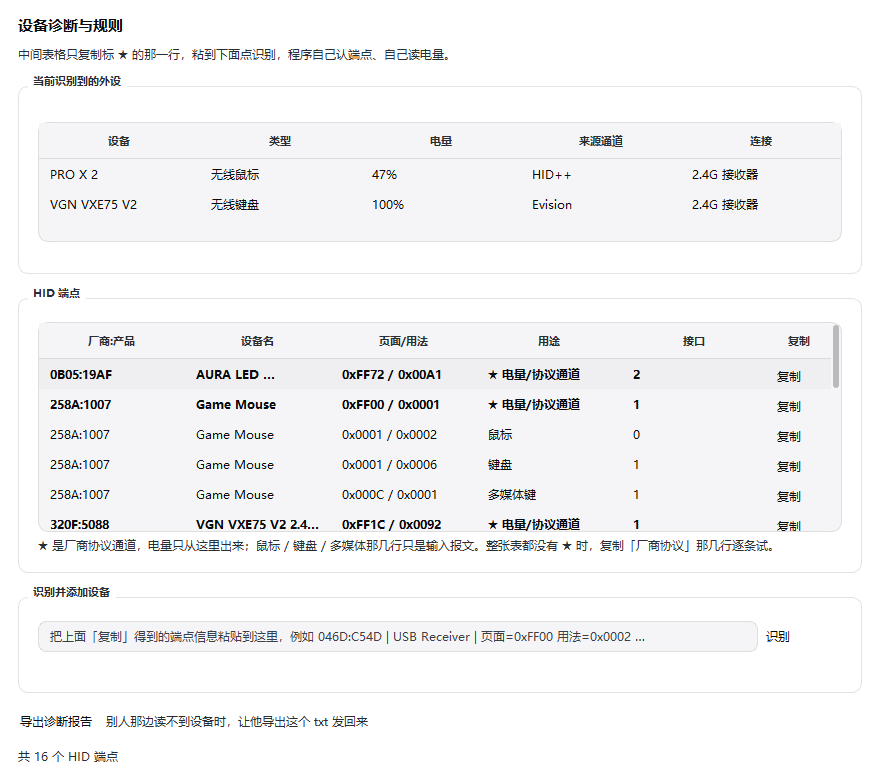 设备诊断与规则
中间表格只复制标 ★ 的那一行，粘到下面点识别，程序自己认端点、自己读电量。
当前识别到的外设
设备 类型 电量 来源通道 连接
PRO X 2 无线鼠标 47% HID++ 2.4G 接收器
VGN VXE75 V2 无线键盘 100% Evision 2.4G 接收器
HID 端点
厂商:产品 设备名 页面/用法 用途 接口 复制
0B05:19AF AURA LED ... 0xFF72 / 0x00A1 ★ 电量/协议通道 2 复制
258A:1007 Game Mouse 0xFF00 / 0x0001 ★ 电量/协议通道 1 复制
258A:1007 Game Mouse 0x0001 / 0x0002 鼠标 0 复制
258A:1007 Game Mouse 0x0001 / 0x0006 键盘 1 复制
258A:1007 Game Mouse 0x000C / 0x0001 多媒体键 1 复制
320F:5088 VGN VXE75 V2 2.4... 0xFF1C / 0x0092 ★ 电量/协议通道 1 复制
★ 是厂商协议通道，电量只从这里出来；鼠标 / 键盘 / 多媒体那几行只是输入报文。整张表都没有 ★ 时，复制「厂商协议」那几行逐条试。
识别并添加设备
把上面「复制」得到的端点信息粘贴到这里，例如 046D:C54D | USB Receiver | 页面=0xFF00 用法=0x0002 ... 识别
导出诊断报告 别人那边读不到设备时，让他导出这个 txt 发回来
共 16 个 HID 端点